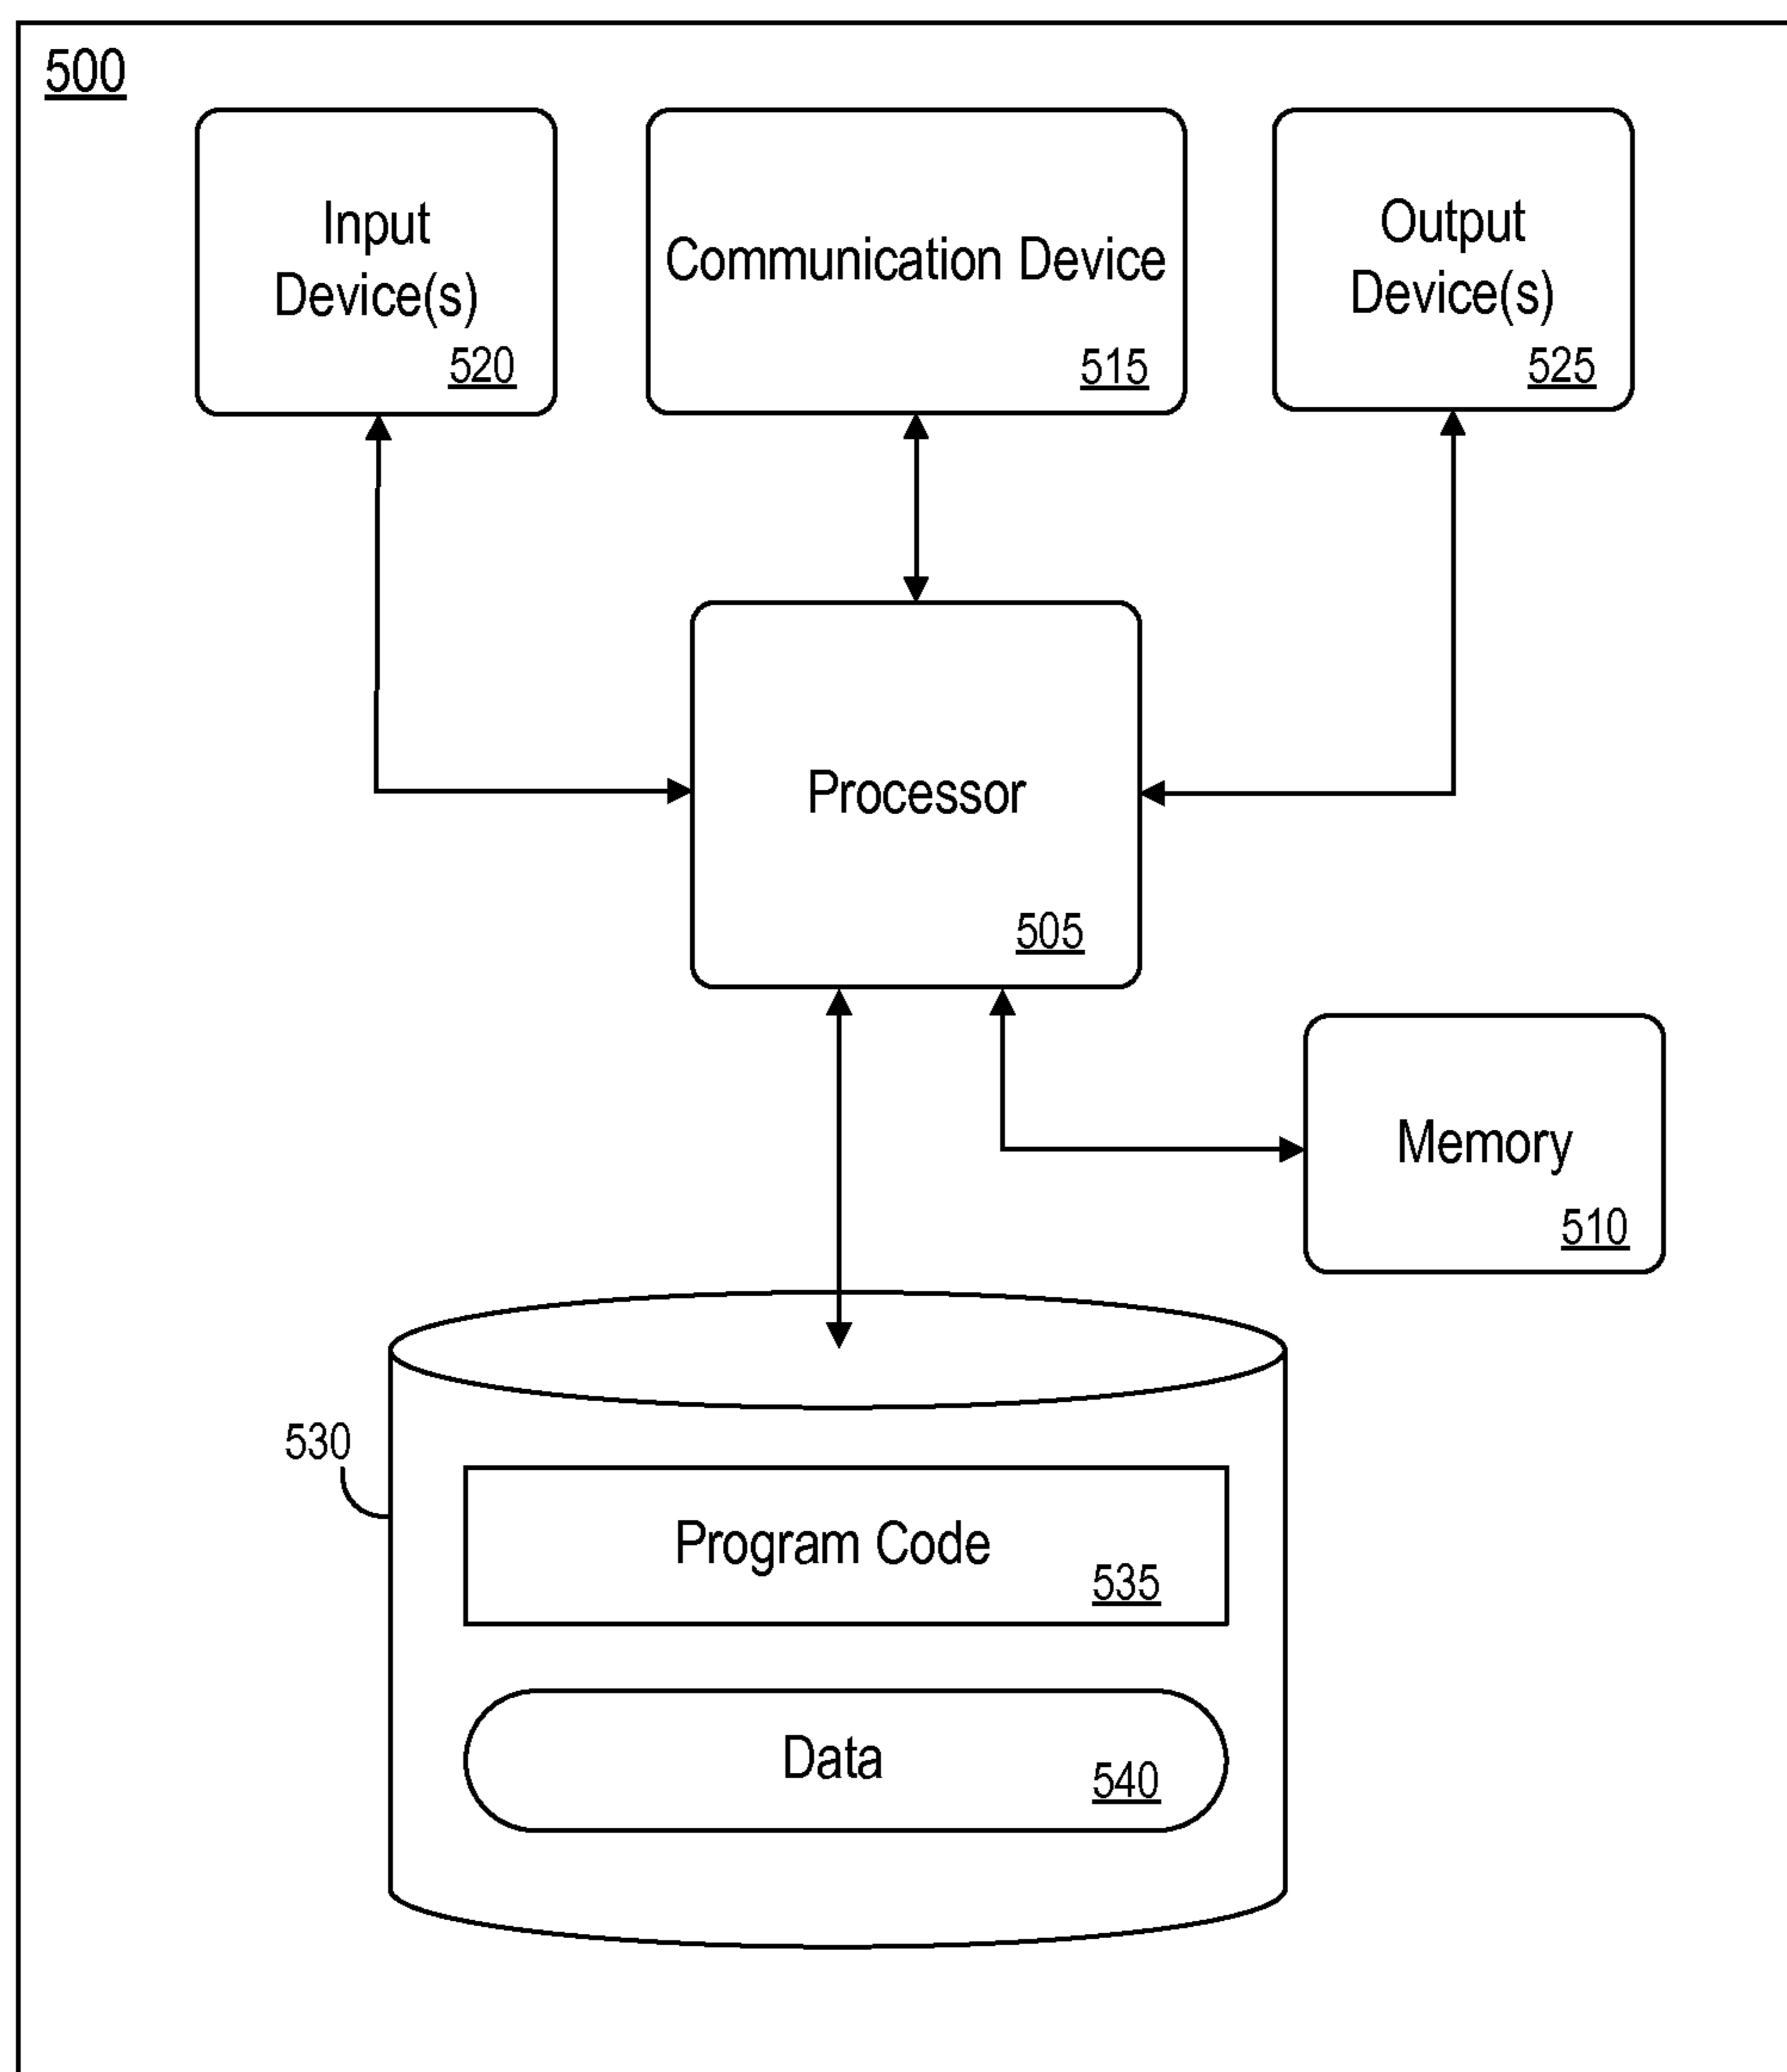 500
Input
Device(s)
520
Communication Device
515
Output
Device(s)
525
Processor
505
Memory
510
530
Program Code
535
Data
540